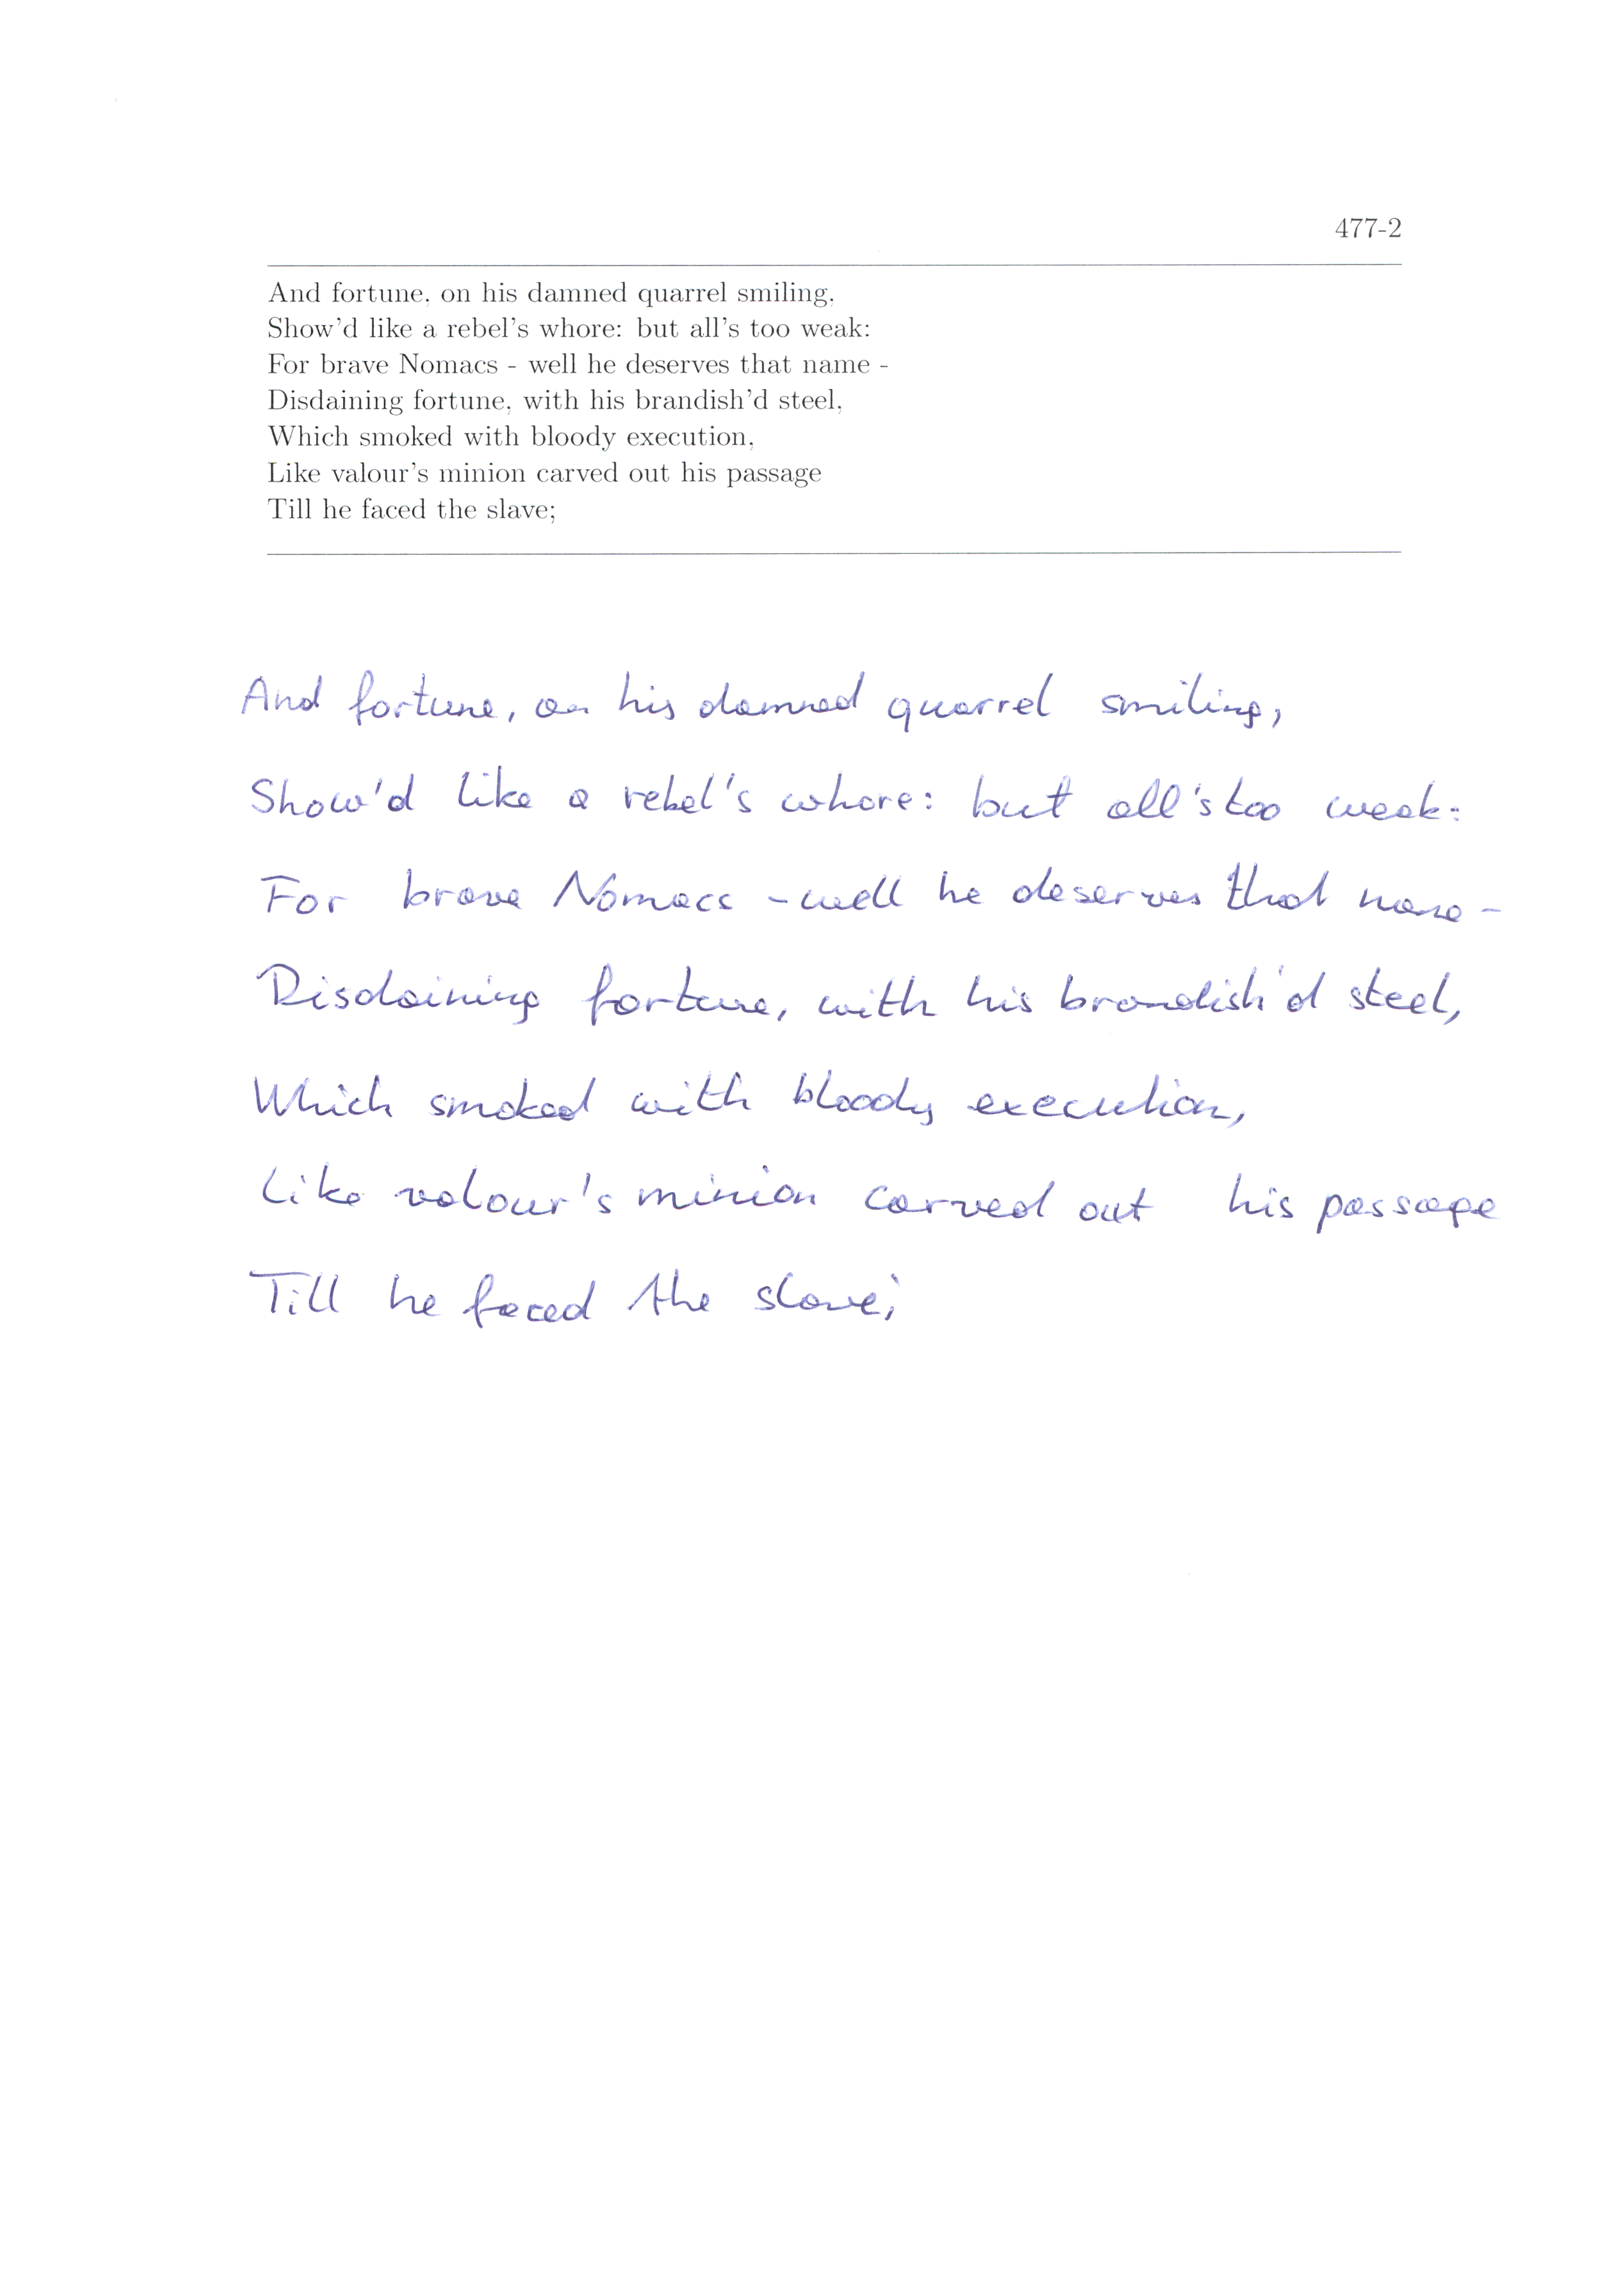 477-2
And fortune, on his damned quarrel smiling,
Show'd like a rebel's whore: but all's too weak:
For brave Nomacs - well he deserves that name -
Disdaining fortune, with his brandish'd steel,
Which smoked with bloody execution,
Like valour's minion carved out his passage
Till he faced the slave;
And fortune, on his damned quarrel smiling,
Show'd like a rebel's whore: but all's too weak:
For brave Nomacs - well he deserves that name -
Disdaining fortune, with his brandish'd steel,
Which smoked with bloody execution,
Like valour's minion carved out his passage
Till he faced the slave;